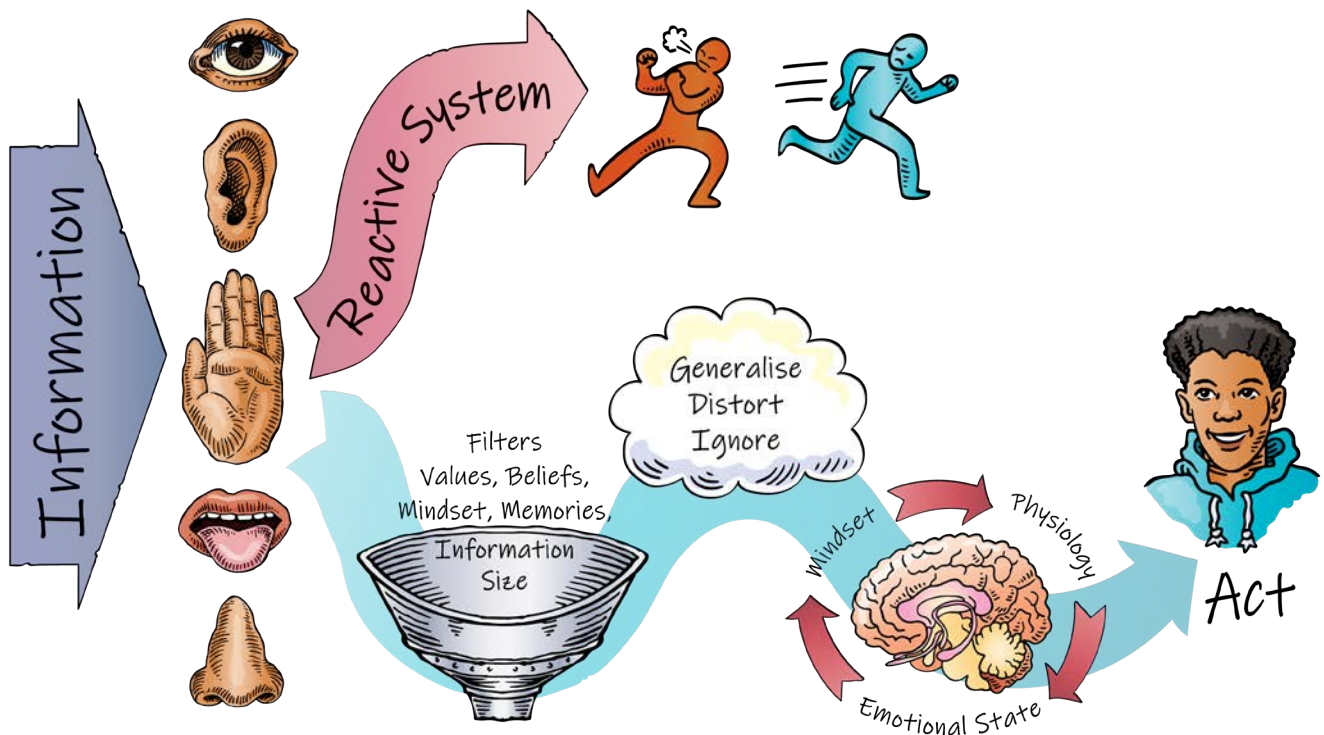 Information
Reactive System
Filters
Values, Beliefs,
Mindset, Memories,
Information
Size
Generalise
Distort
Ignore
Mindset
Physiology
Emotional State
Act